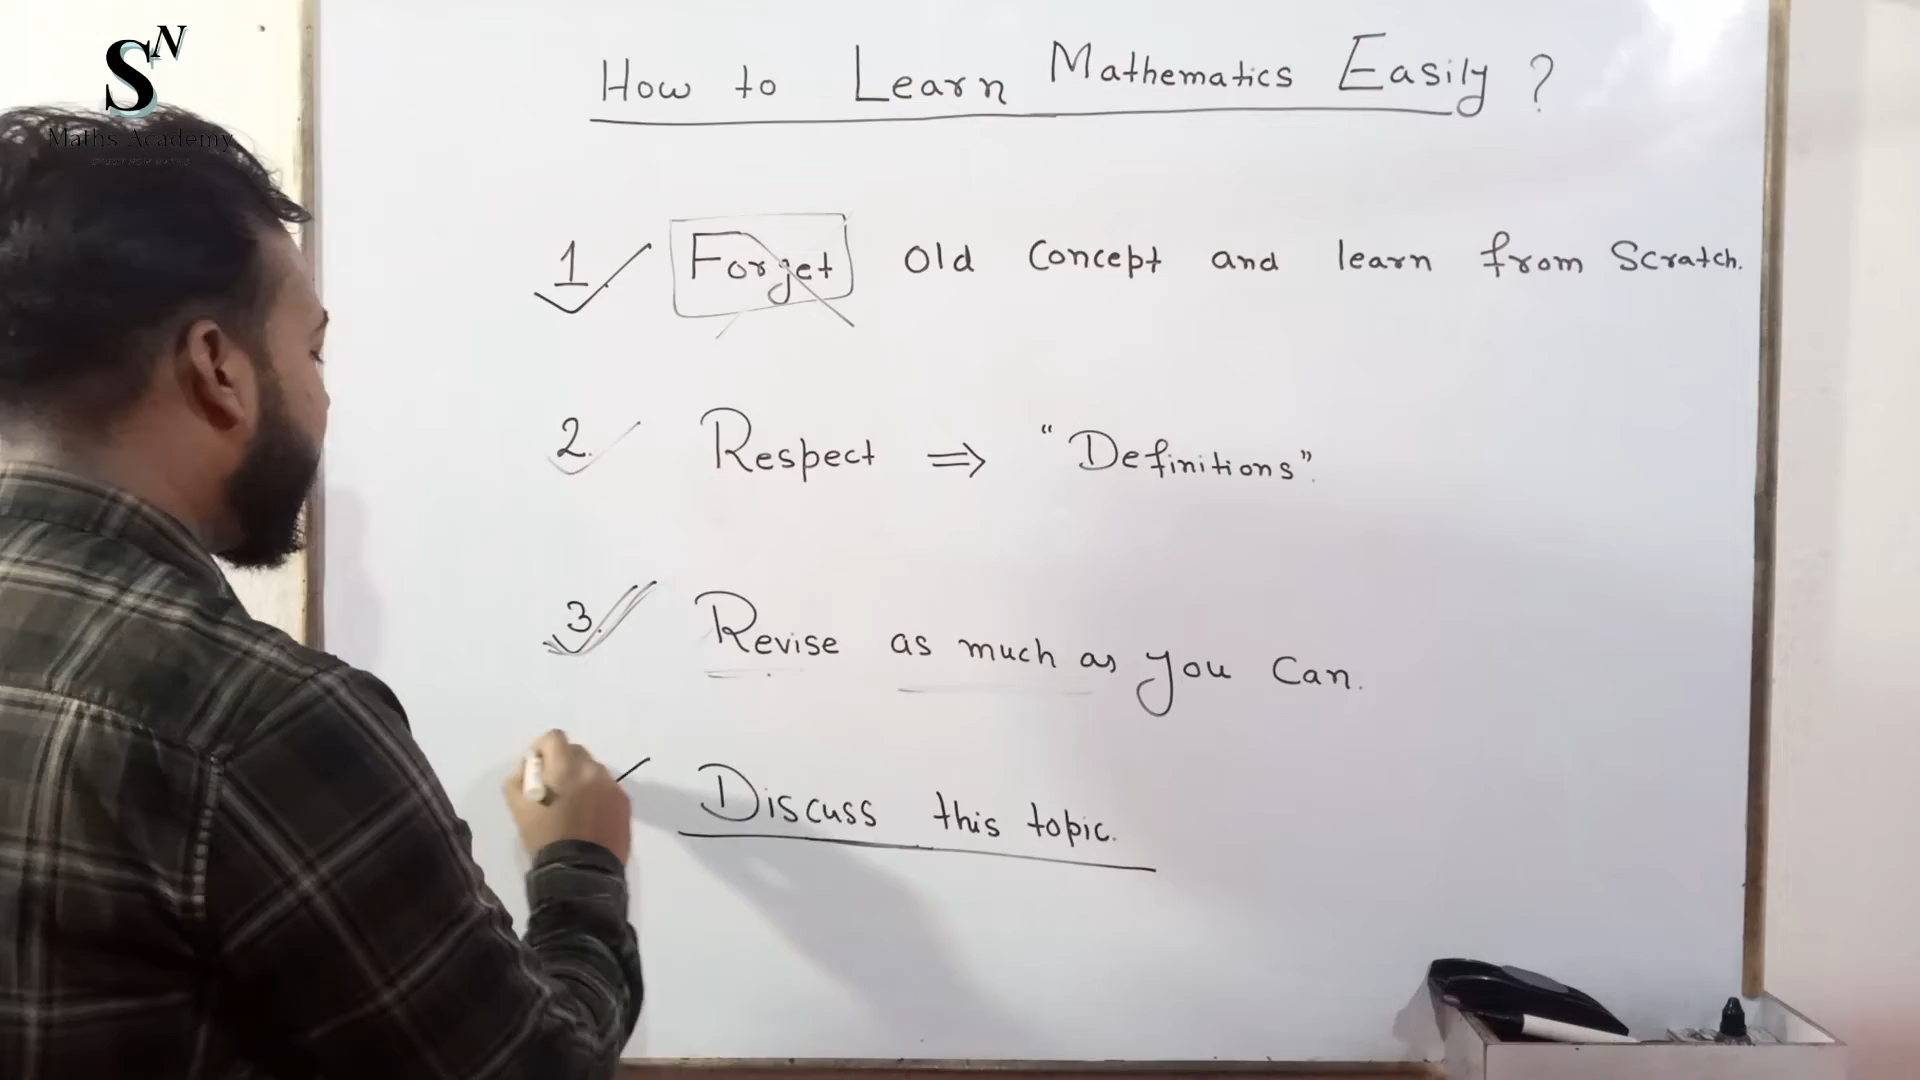 SN
Maths Academy
How to Learn Mathematics Easily ?
1 Forget Old Concept and learn from Scratch.
2. Respect ⇒ "Definitions".
3. Revise as much as you Can.
Discuss this topic.